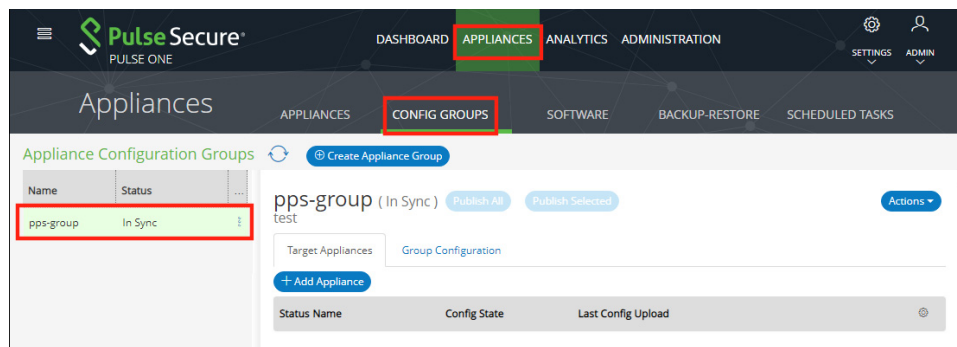 Pulse Secure®
PULSE ONE
DASHBOARD APPLIANCES ANALYTICS ADMINISTRATION
SETTINGS ADMIN
Appliances
APPLIANCES CONFIG GROUPS SOFTWARE BACKUP-RESTORE SCHEDULED TASKS
Appliance Configuration Groups
Create Appliance Group
Name Status ...
pps-group In Sync
pps-group ( In Sync ) Publish All Publish Selected Actions
test
Target Appliances Group Configuration
+ Add Appliance
Status Name Config State Last Config Upload